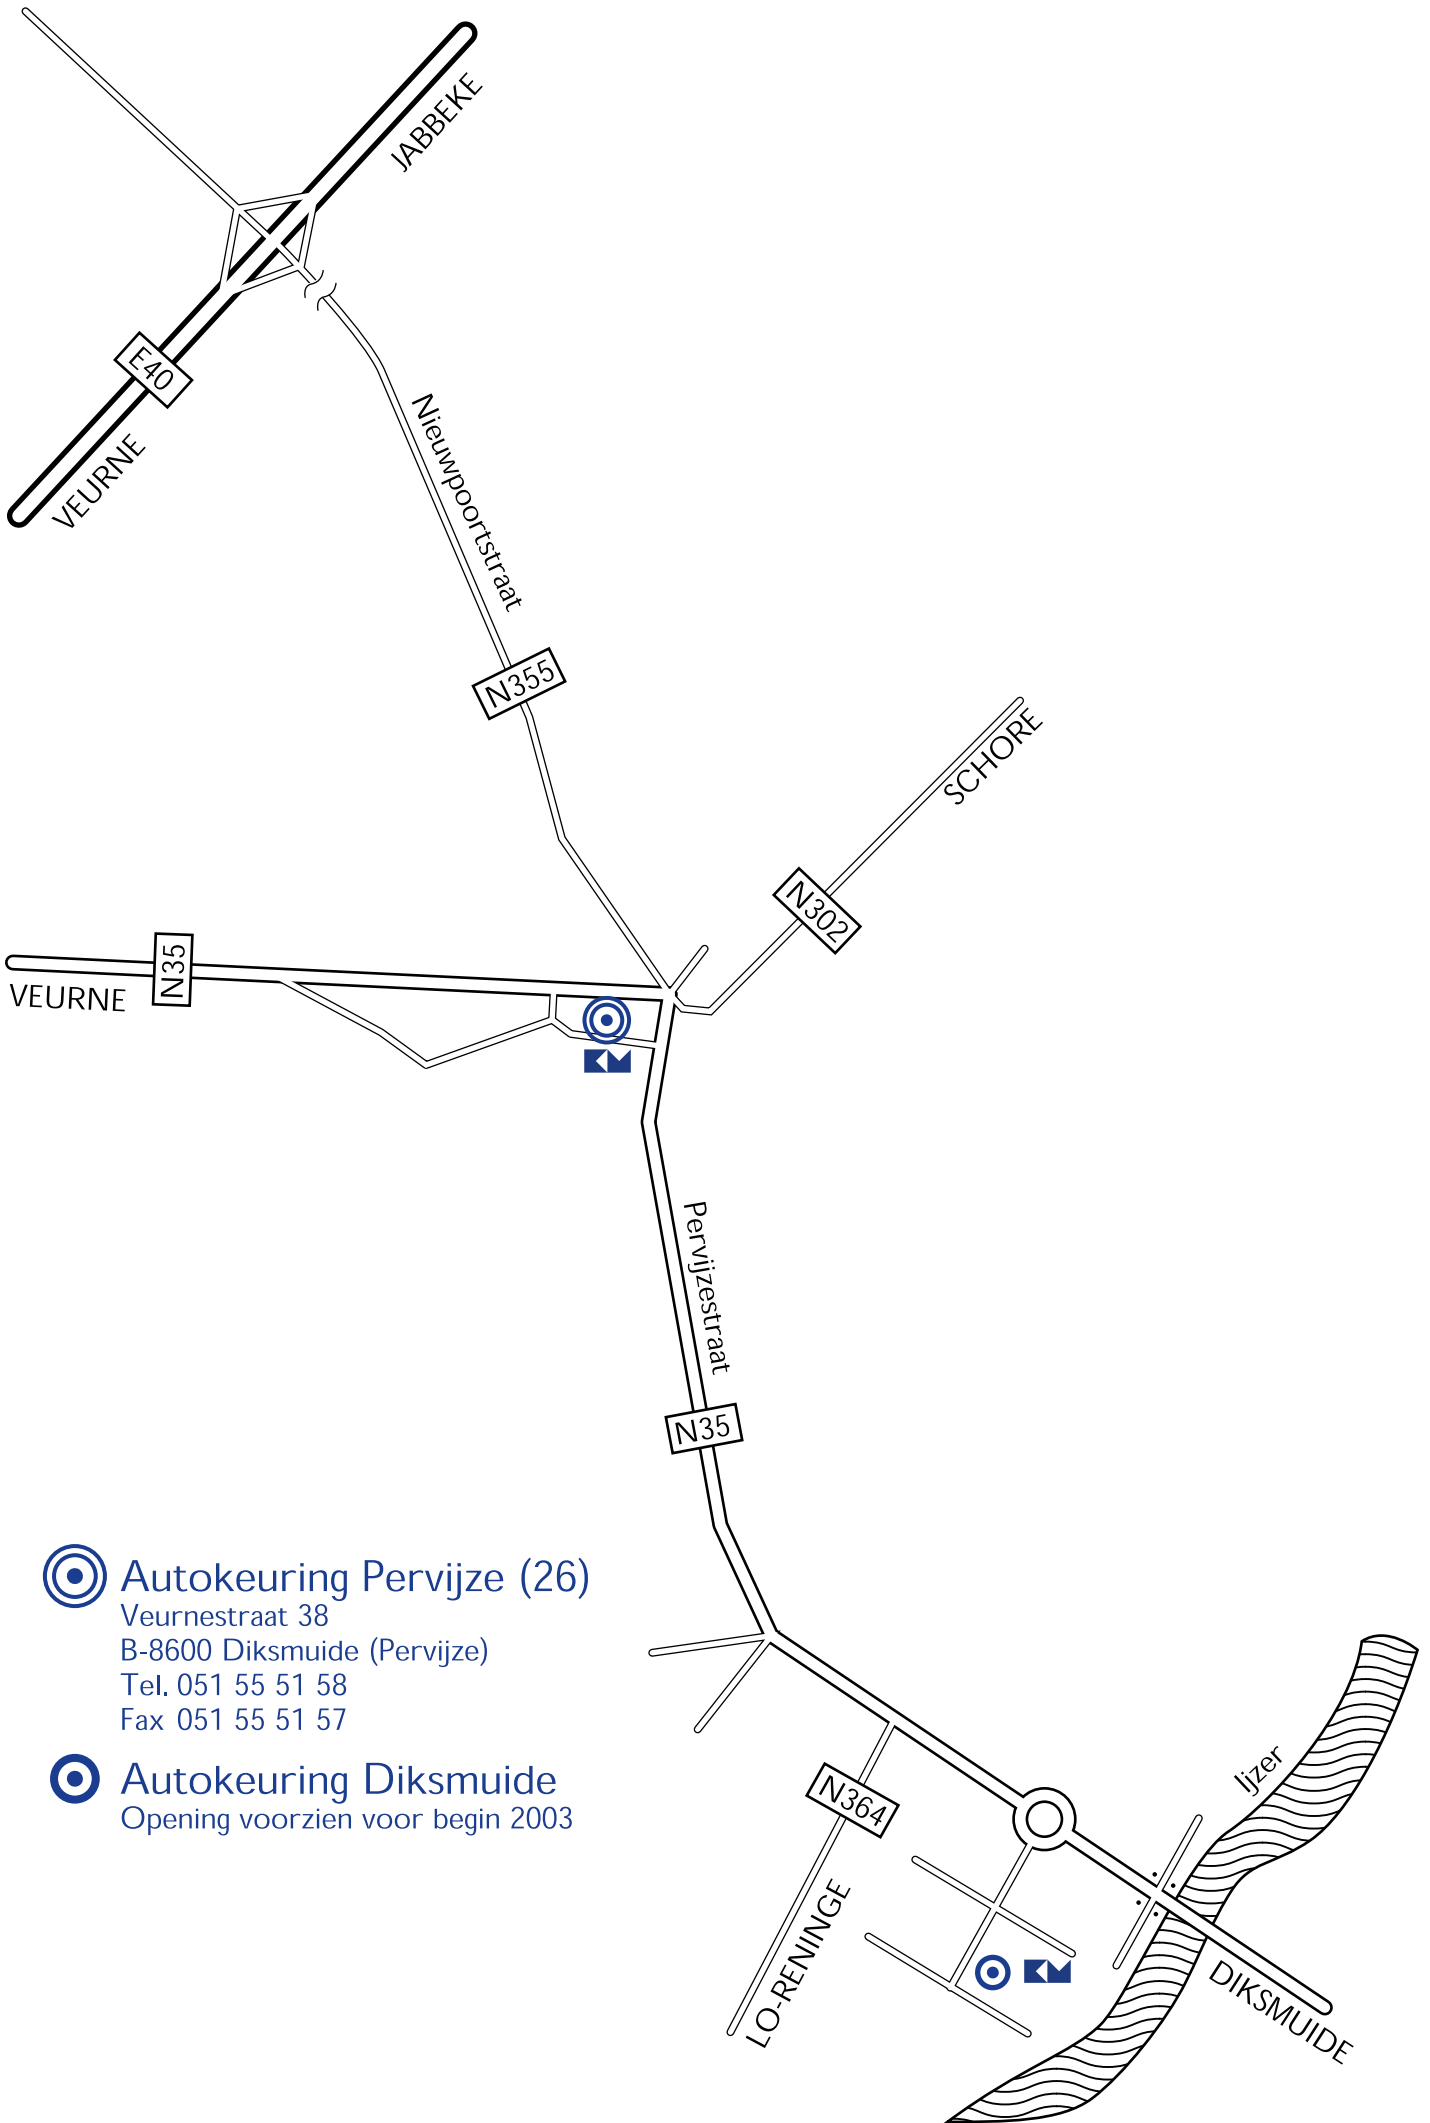 JABBEKE
E40
VEURNE
Nieuwpoortstraat
N355
SCHORE
N302
N35
VEURNE
KM
Pervijzestraat
N35
Autokeuring Pervijze (26)
Veurnestraat 38
B-8600 Diksmuide (Pervijze)
Tel. 051 55 51 58
Fax 051 55 51 57
Autokeuring Diksmuide
Opening voorzien voor begin 2003
Ijzer
N364
LO-RENINGE
KM
DIKSMUIDE